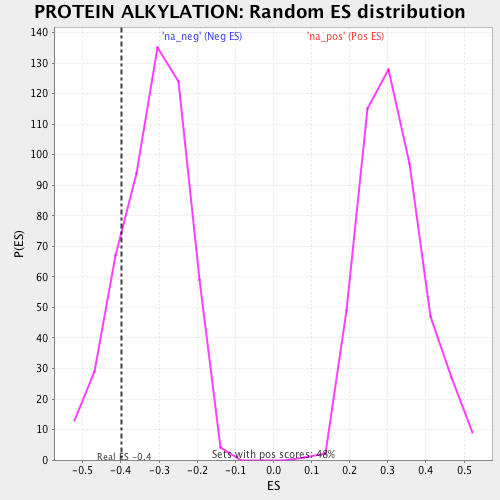 PROTEIN ALKYLATION: Random ES distribution
'na_neg' (Neg ES) 'na_pos' (Pos ES)
140
130
120
110
100
90
80
70
60
50
40
30
20
10
0
P(ES)
Real ES -0.4 Sets with pos scores: 48%
-0.5 -0.4 -0.3 -0.2 -0.1 0.0 0.1 0.2 0.3 0.4 0.5
ES